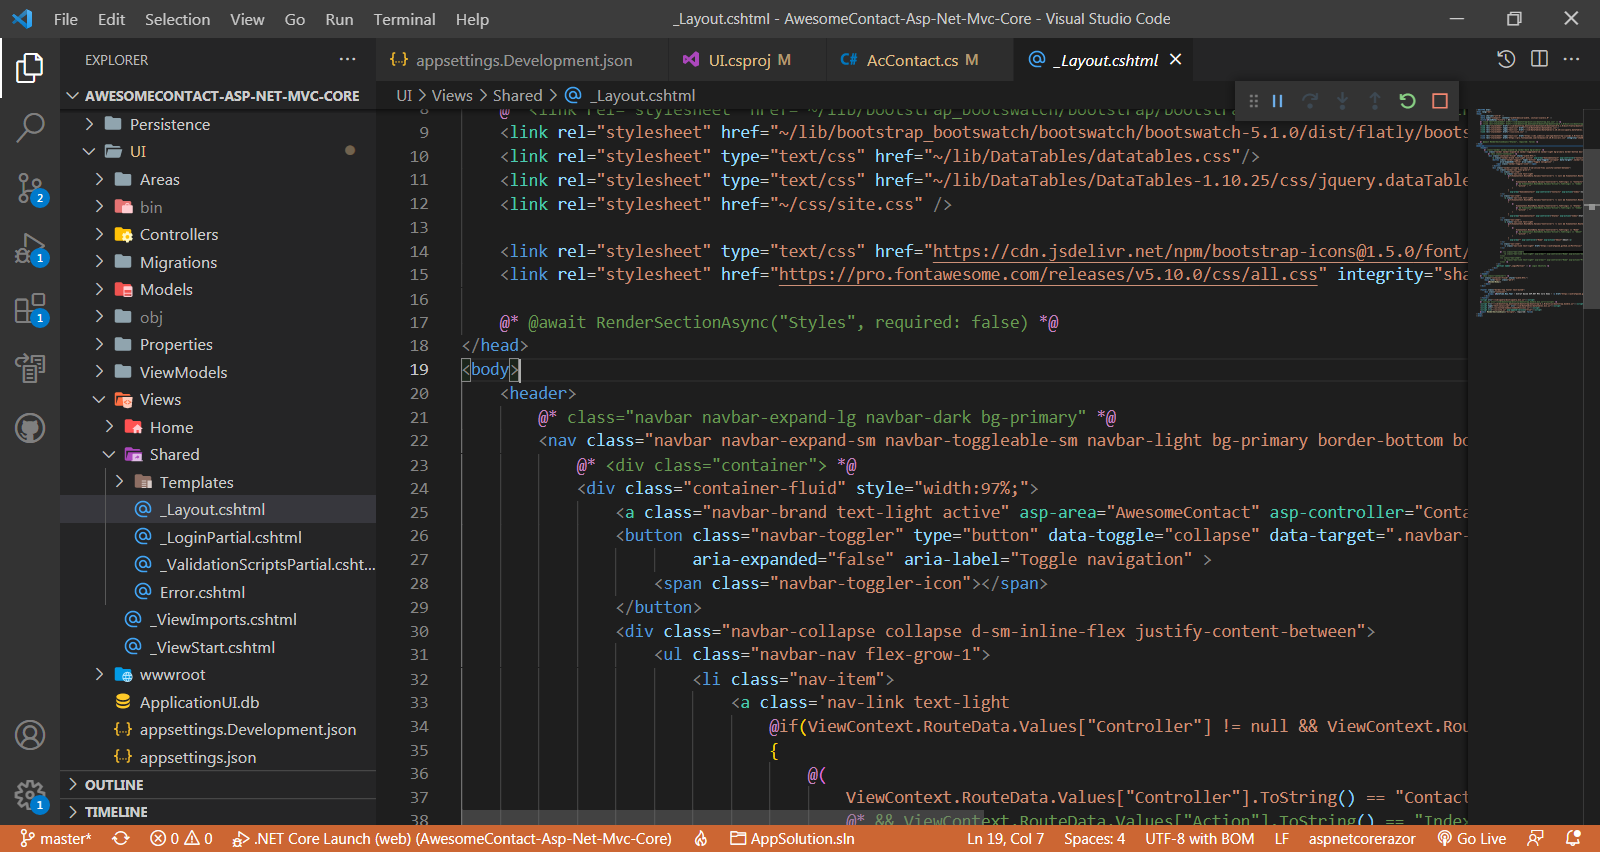 File Edit Selection View Go Run Terminal Help
_Layout.cshtml - AwesomeContact-Asp-Net-Mvc-Core - Visual Studio Code
EXPLORER
AWESOMECONTACT-ASP-NET-MVC-CORE
Persistence
UI
Areas
bin
Controllers
Migrations
Models
obj
Properties
ViewModels
Views
Home
Shared
Templates
_Layout.cshtml
_LoginPartial.cshtml
_ValidationScriptsPartial.csht...
Error.cshtml
_ViewImports.cshtml
_ViewStart.cshtml
wwwroot
ApplicationUI.db
appsettings.Development.json
appsettings.json
OUTLINE
TIMELINE
2
1
1
1
appsettings.Development.json
UI.csproj M
C# AcContact.cs M
_Layout.cshtml
UI > Views > Shared > _Layout.cshtml
8 @* <link rel="stylesheet" href="~/lib/bootstrap_bootswatch/bootstrap/bootstra
9 <link rel="stylesheet" href="~/lib/bootstrap_bootswatch/bootswatch/bootswatch-5.1.0/dist/flatly/boots
10 <link rel="stylesheet" type="text/css" href="~/lib/DataTables/datatables.css"/>
11 <link rel="stylesheet" type="text/css" href="~/lib/DataTables/DataTables-1.10.25/css/jquery.dataTable
12 <link rel="stylesheet" href="~/css/site.css" />
13
14 <link rel="stylesheet" type="text/css" href="https://cdn.jsdelivr.net/npm/bootstrap-icons@1.5.0/font/
15 <link rel="stylesheet" href="https://pro.fontawesome.com/releases/v5.10.0/css/all.css" integrity="sha
16
17 @* @await RenderSectionAsync("Styles", required: false) *@
18 </head>
19 <body>
20 <header>
21 @* class="navbar navbar-expand-lg navbar-dark bg-primary" *@
22 <nav class="navbar navbar-expand-sm navbar-toggleable-sm navbar-light bg-primary border-bottom bo
23 @* <div class="container"> *@
24 <div class="container-fluid" style="width:97%;">
25 <a class="navbar-brand text-light active" asp-area="AwesomeContact" asp-controller="Conta
26 <button class="navbar-toggler" type="button" data-toggle="collapse" data-target=".navbar-
27 aria-expanded="false" aria-label="Toggle navigation" >
28 <span class="navbar-toggler-icon"></span>
29 </button>
30 <div class="navbar-collapse collapse d-sm-inline-flex justify-content-between">
31 <ul class="navbar-nav flex-grow-1">
32 <li class="nav-item">
33 <a class='nav-link text-light
34 @if(ViewContext.RouteData.Values["Controller"] != null && ViewContext.Rou
35 {
36 @(
37 ViewContext.RouteData.Values["Controller"].ToString() == "Contact
38 @* && ViewContext.RouteData.Values["Action"].ToString() == "Index
master* 0 0 .NET Core Launch (web) (AwesomeContact-Asp-Net-Mvc-Core) AppSolution.sln Ln 19, Col 7 Spaces: 4 UTF-8 with BOM LF aspnetcorerazor Go Live